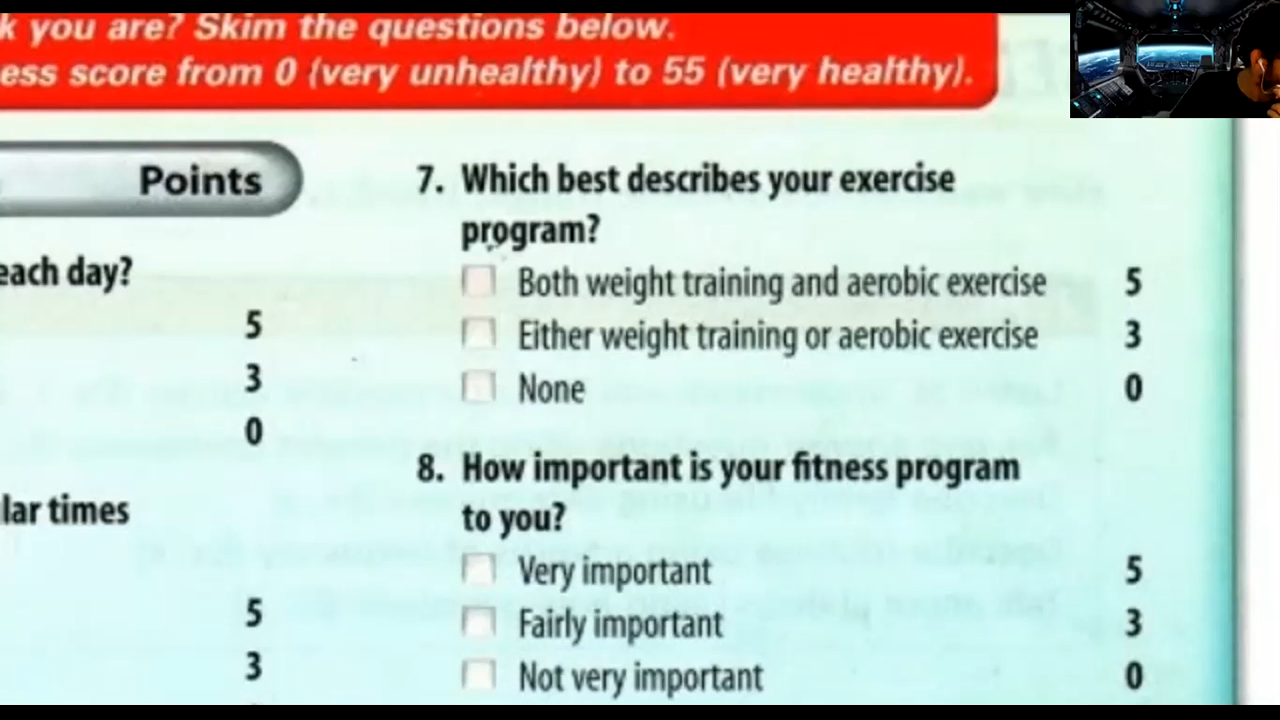 k you are? Skim the questions below.
ess score from 0 (very unhealthy) to 55 (very healthy).
Points
each day?
5
3
0
lar times
5
3
7. Which best describes your exercise
program?
Both weight training and aerobic exercise 5
Either weight training or aerobic exercise 3
None 0
8. How important is your fitness program
to you?
Very important 5
Fairly important 3
Not very important 0